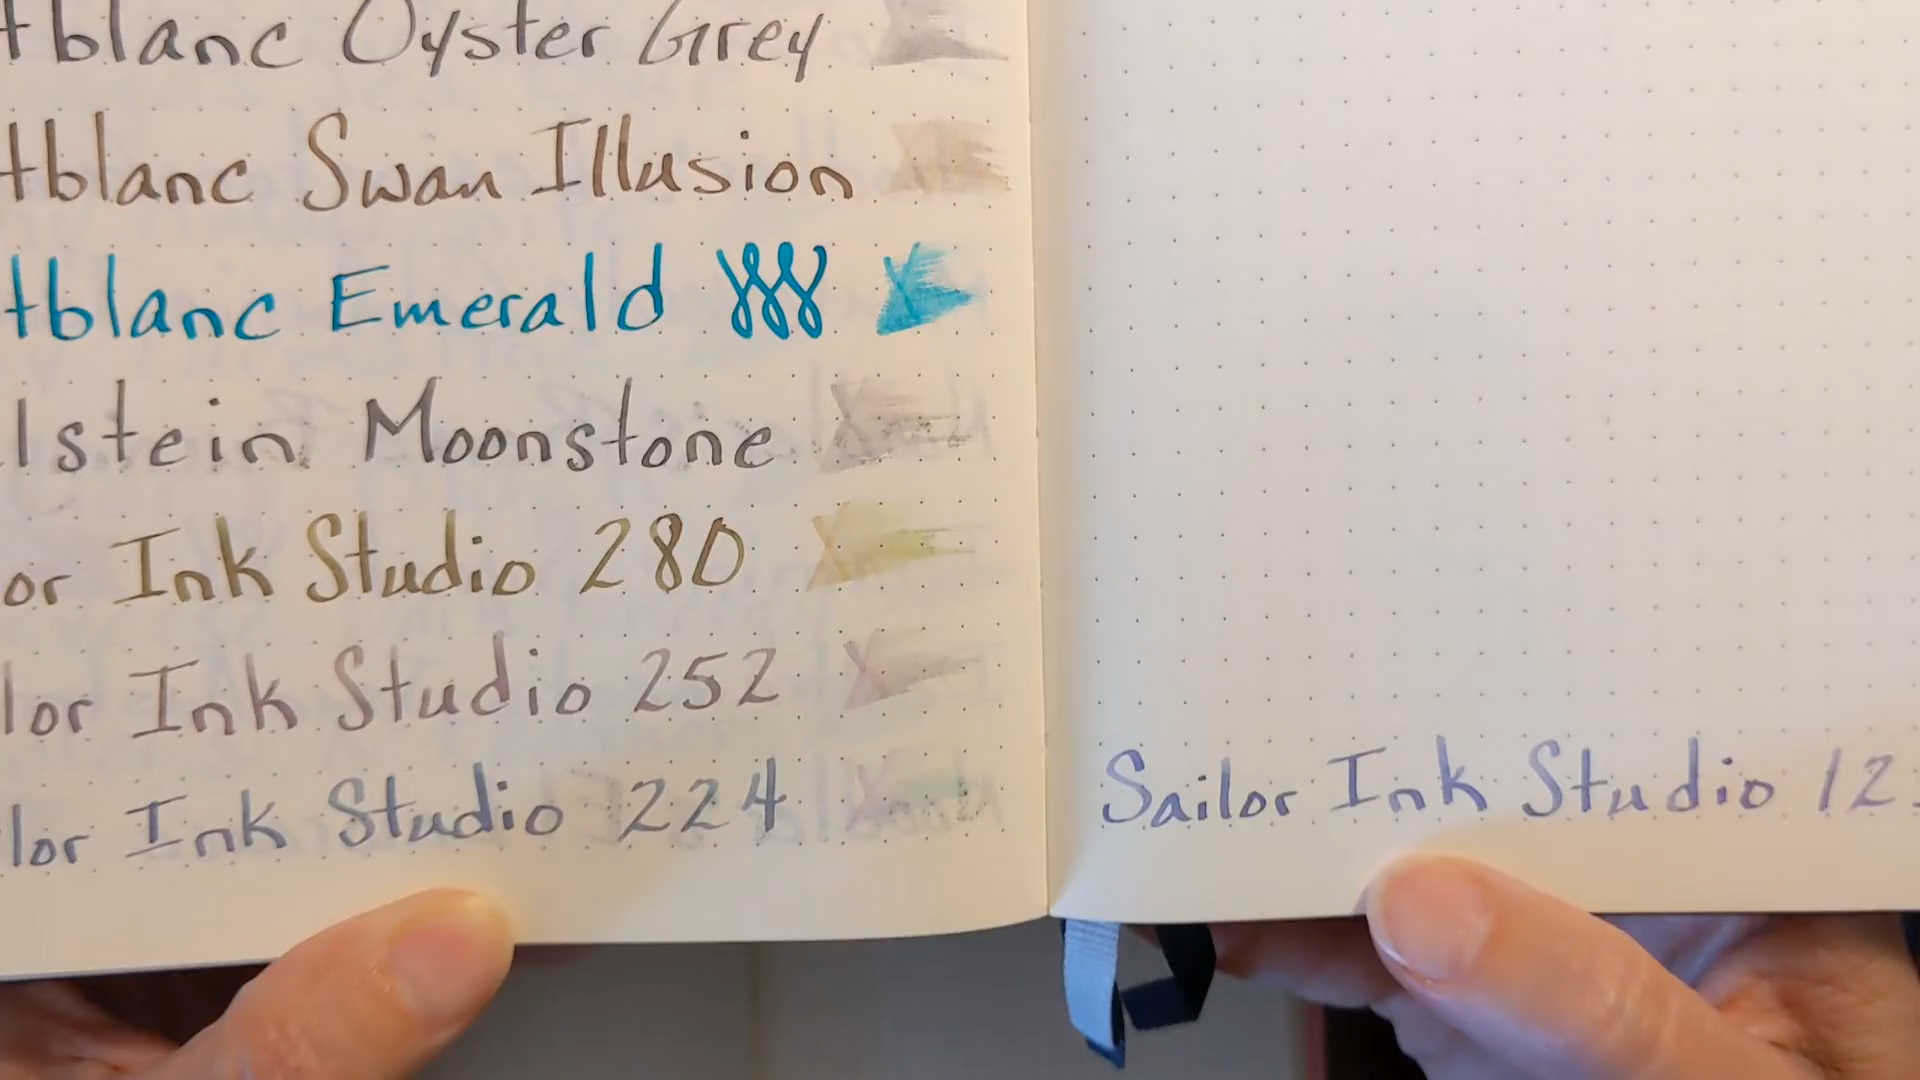 tblanc Oyster Grey
tblanc Swan Illusion
tblanc Emerald
lstein Moonstone
or Ink Studio 280
lor Ink Studio 252
lor Ink Studio 224
Sailor Ink Studio 12